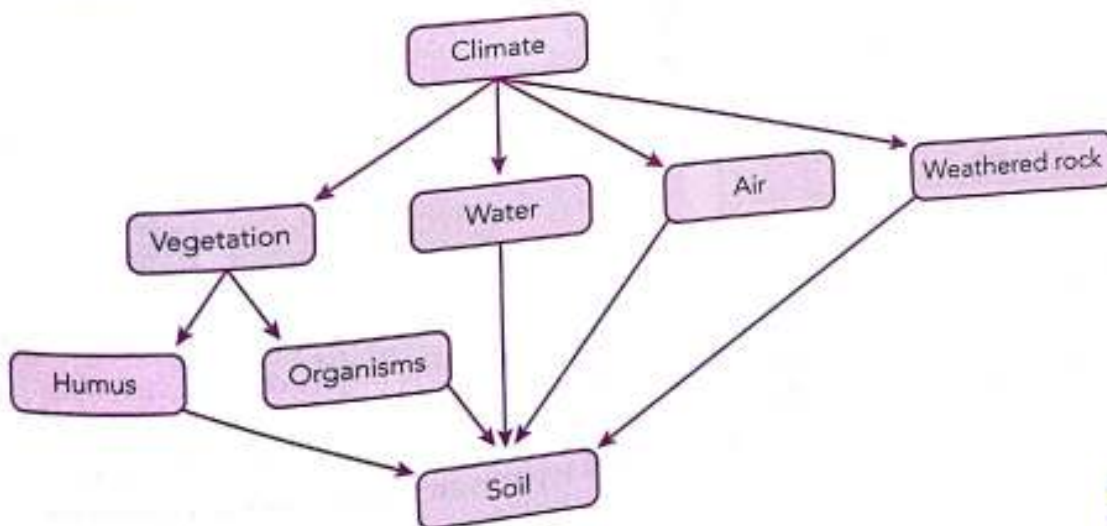 Climate
Weathered rock
Air
Water
Vegetation
Organisms
Humus
Soil